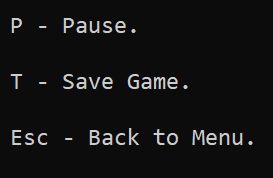 P - Pause.
T - Save Game.
Esc - Back to Menu.